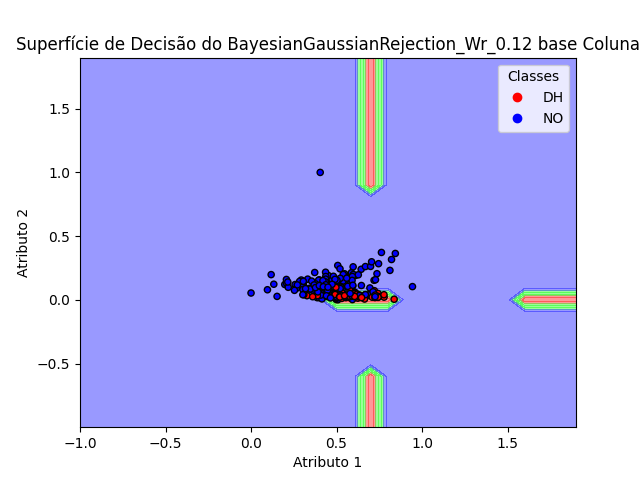 Superfície de Decisão do BayesianGaussianRejection_Wr_0.12 base Coluna
Classes
DH
NO
Atributo 2
1.5
1.0
0.5
0.0
−0.5
−1.0
−0.5
0.0
0.5
1.0
1.5
Atributo 1